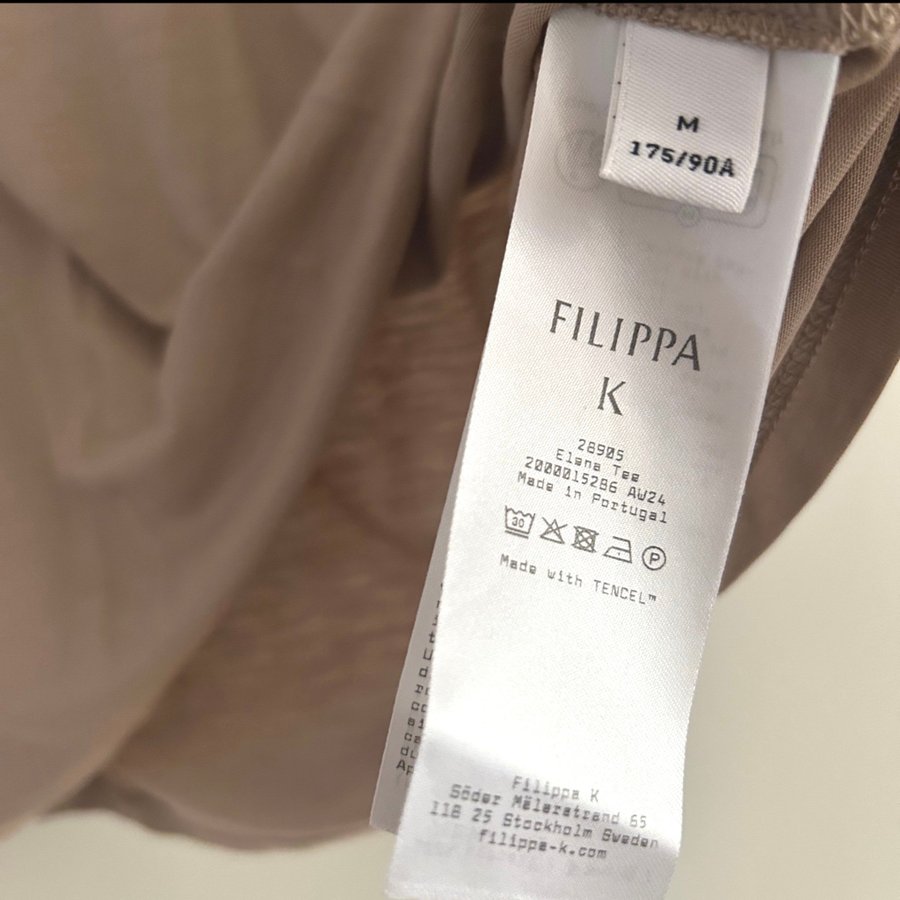 M
175/90A
FILIPPA
K
28905
Elena Tee
2000015286 AW24
Made in Portugal
30
P
Made with TENCEL™
Filippa K
Söder Mälarstrand 65
118 25 Stockholm Sweden
filippa-k.com